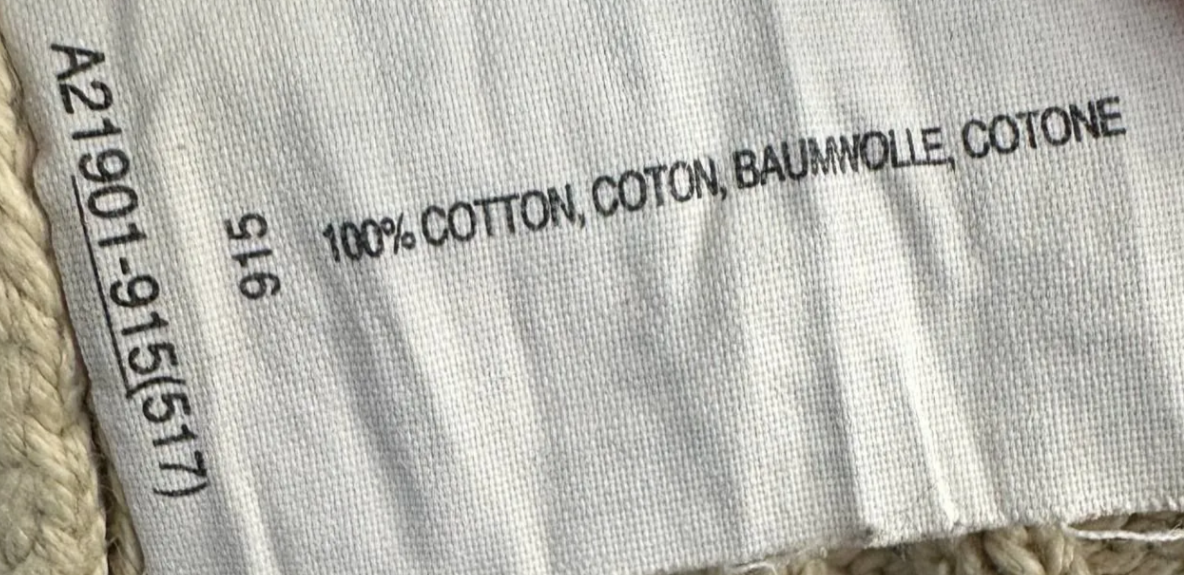 A21901-915(517)
915
100% COTTON, COTON, BAUMWOLLE, COTONE